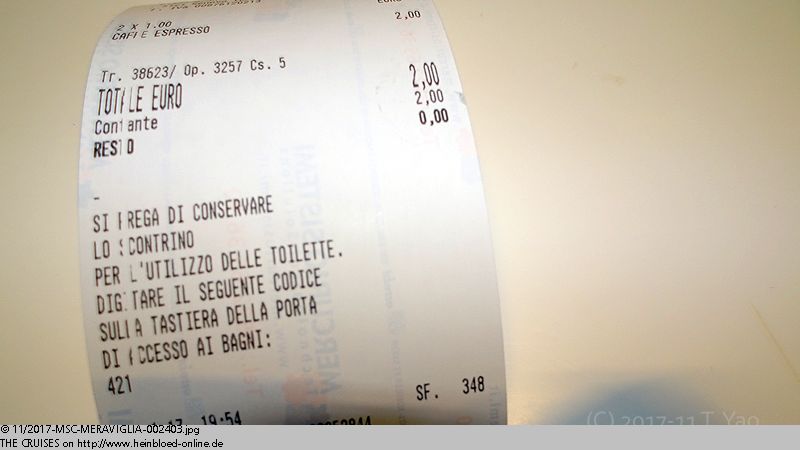 EURO
2 X 1.00
CAFFE ESPRESSO 2,00
Tr. 38623/ Op. 3257 Cs. 5
TOTALE EURO 2,00
Contante 2,00
RESTO 0,00
-
SI PREGA DI CONSERVARE
LO SCONTRINO
PER L'UTILIZZO DELLE TOILETTE.
DIGITARE IL SEGUENTE CODICE
SULLA TASTIERA DELLA PORTA
DI ACCESSO AI BAGNI:
421
SF. 348
19:54
MERCURI SISTEMI
(C) 2017-11 T. Yao
© 11/2017-MSC-MERAVIGLIA-002403.jpg
THE CRUISES on http://www.heinbloed-online.de